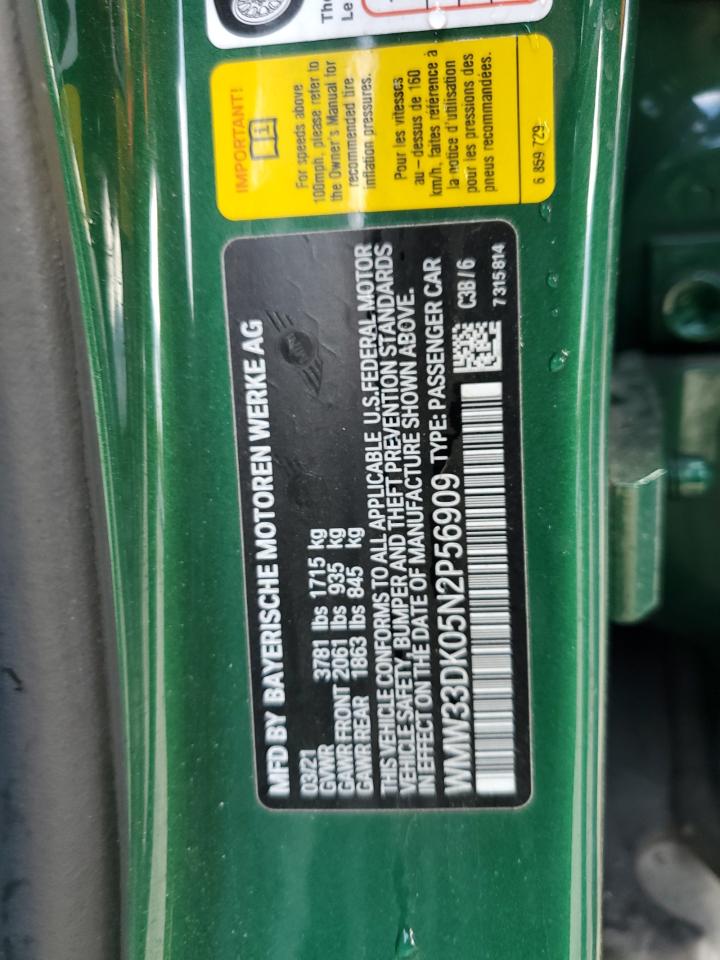 The
Le
IMPORTANT!
For speeds above
100mph, please refer to
the Owner's Manual for
recommended tire
inflation pressures.
Pour les vitesses
au - dessus de 160
km/h, faites référence à
la notice d'utilisation
pour les pressions des
pneus recommandées.
6 859 729
MFD BY BAYERISCHE MOTOREN WERKE AG
03/21
GVWR 3781 lbs 1715 kg
GAWR FRONT 2061 lbs 935 kg
GAWR REAR 1863 lbs 845 kg
THIS VEHICLE CONFORMS TO ALL APPLICABLE U.S.FEDERAL MOTOR
VEHICLE SAFETY, BUMPER AND THEFT PREVENTION STANDARDS
IN EFFECT ON THE DATE OF MANUFACTURE SHOWN ABOVE.
WMW33DK05N2P56909 TYPE: PASSENGER CAR
C3B / 6
7 315 814